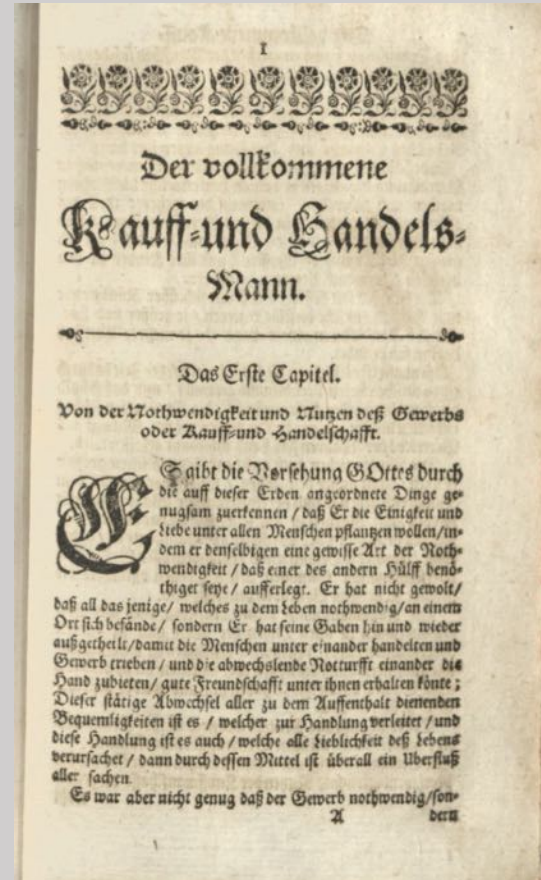 1
Der vollkommene
Kauff-und Handels-
Mann.
Das Erste Capitel.
Von der Nothwendigkeit und Nutzen deß Gewerbs
oder Kauff-und Handelschafft.
ES gibt die Vorsehung GOttes durch
die auff dieser Erden angeordnete Dinge ge-
nugsam zuerkennen / daß Er die Einigkeit und
Liebe unter allen Menschen pflantzen wollen/in-
dem er denselbigen eine gewisse Art der Noth-
wendigkeit / daß einer des andern Hülff benö-
thiget seye / aufferlegt. Er hat nicht gewolt/
daß all das jenige/ welches zu dem Leben nothwendig/an einem
Ort sich befände/ sondern Er hat seine Gaben hin und wieder
außgetheilt/damit die Menschen unter einander handelten und
Gewerb trieben / und die abwechslende Notturfft einander die
Hand zubieten/ gute Freundschafft unter ihnen erhalten könte ;
Dieser stätige Abwechsel aller zu dem Auffenthalt dienenden
Bequemligkeiten ist es / welcher zur Handlung verleitet / und
diese Handlung ist es auch / welche alle Lieblichkeit deß Lebens
verursachet / dann durch dessen Mittel ist überall ein Uberfluß
aller sachen.
Es war aber nicht genug daß der Gewerb nothwendig/son-
A dern